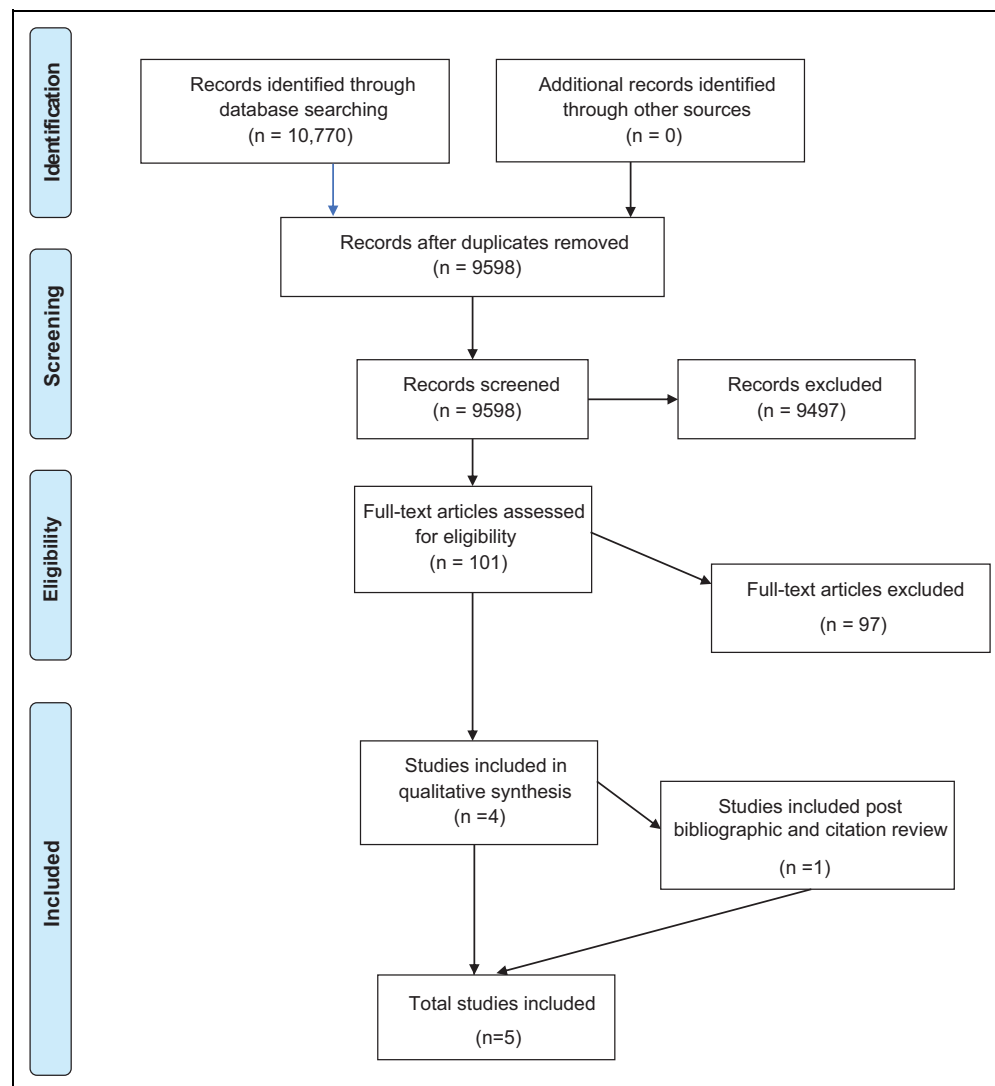 Identification
Records identified through
database searching
(n = 10,770)
Additional records identified
through other sources
(n = 0)
Records after duplicates removed
(n = 9598)
Screening
Records screened
(n = 9598)
Records excluded
(n = 9497)
Eligibility
Full-text articles assessed
for eligibility
(n = 101)
Full-text articles excluded
(n = 97)
Included
Studies included in
qualitative synthesis
(n =4)
Studies included post
bibliographic and citation review
(n =1)
Total studies included
(n=5)